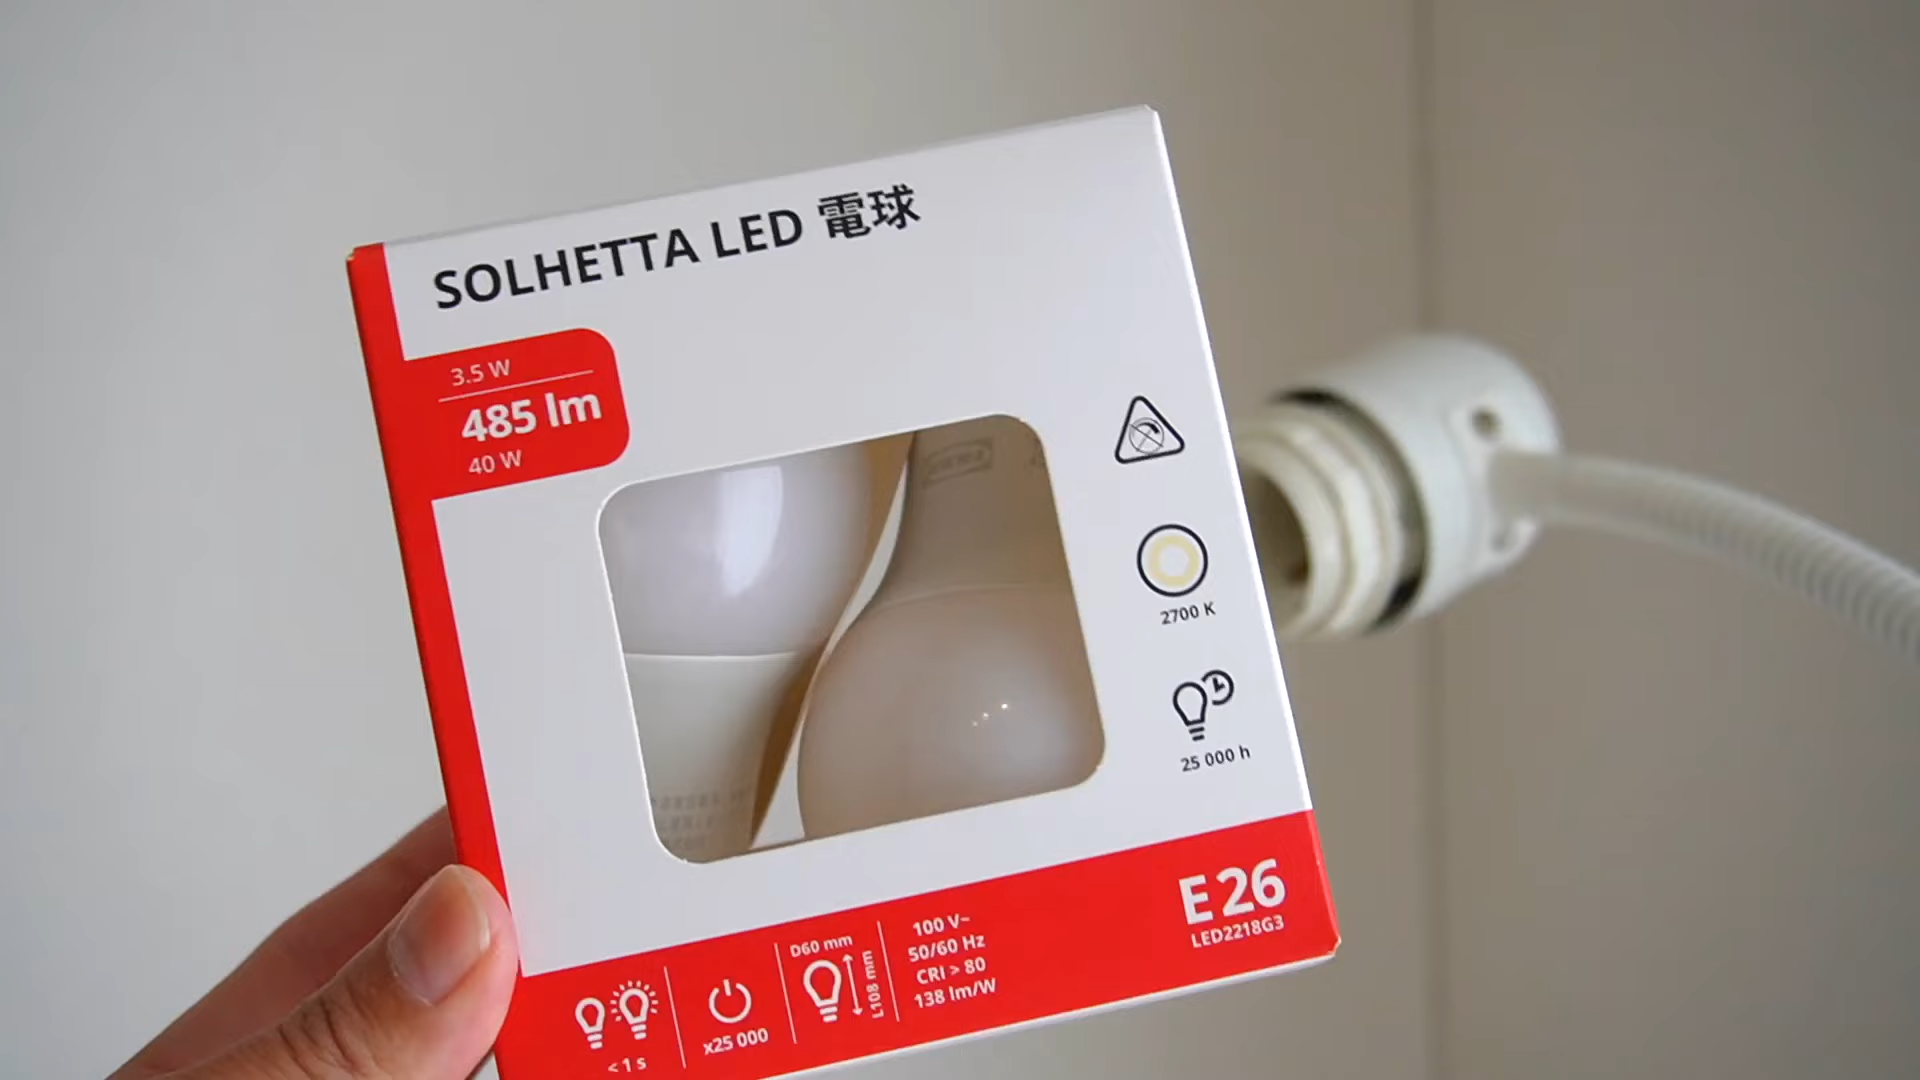 SOLHETTA LED 電球
3.5 W
485 lm
40 W
2700 K
25 000 h
E26
LED2218G3
<1 s
x25 000
D60 mm
L108 mm
100 V~
50/60 Hz
CRI > 80
138 lm/W